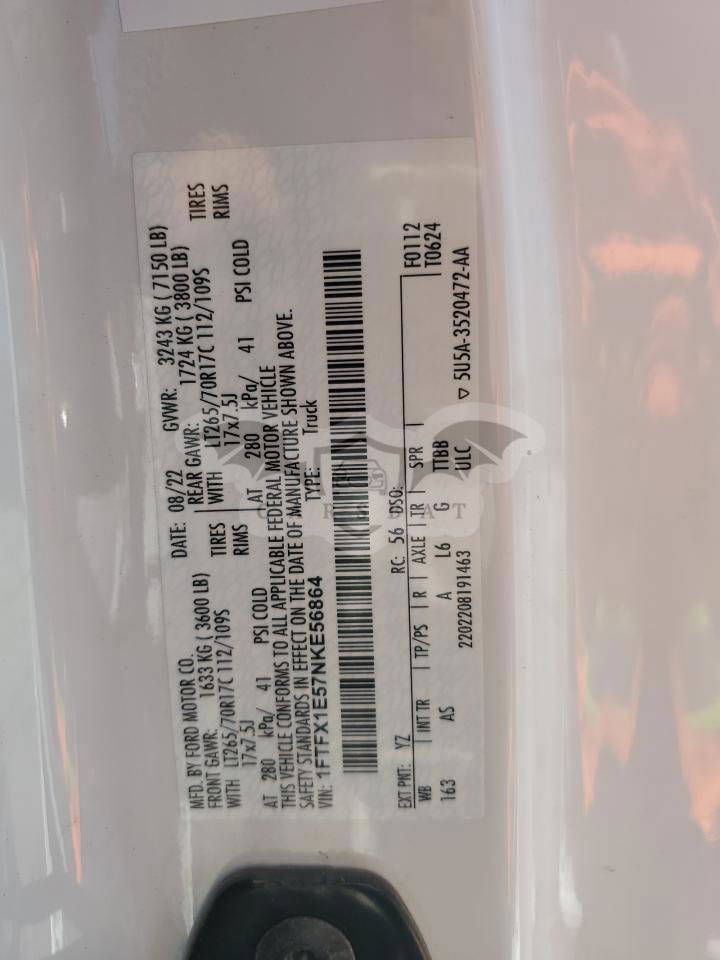 MFD. BY FORD MOTOR CO. DATE: 08/22 GVWR: 3243 KG ( 7150 LB)
FRONT GAWR: 1633 KG ( 3600 LB) REAR GAWR: 1724 KG ( 3800 LB)
WITH LT265/70R17C 112/109S TIRES WITH LT265/70R17C 112/109S TIRES
17x7.5J RIMS 17x7.5J RIMS
AT 280 kPa/ 41 PSI COLD AT 280 kPa/ 41 PSI COLD
THIS VEHICLE CONFORMS TO ALL APPLICABLE FEDERAL MOTOR VEHICLE
SAFETY STANDARDS IN EFFECT ON THE DATE OF MANUFACTURE SHOWN ABOVE.
VIN: 1FTFX1E57NKE56864 TYPE: Truck
EXT PNT: YZ RC: 56 DSO: F0112
WB INT TR TP/PS R AXLE TR SPR T0624
163 AS A L6 G TTBB
2202208191463 ULC ▽ 5U5A-3520472-AA